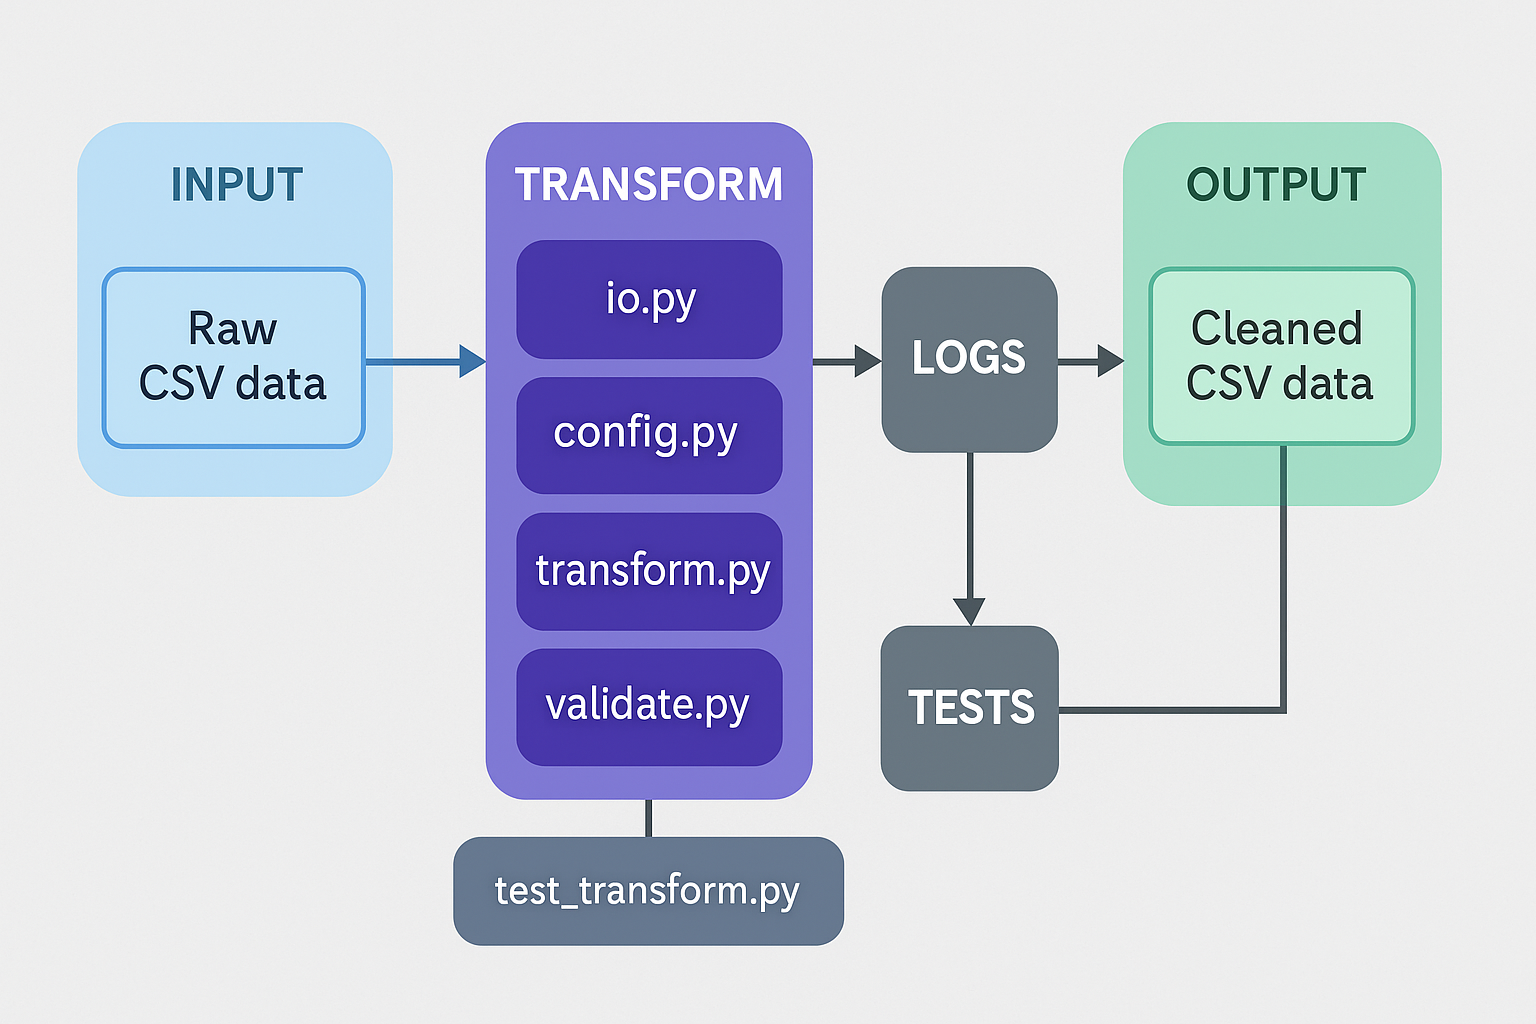 INPUT
Raw
CSV data
TRANSFORM
io.py
config.py
transform.py
validate.py
test_transform.py
LOGS
TESTS
OUTPUT
Cleaned
CSV data